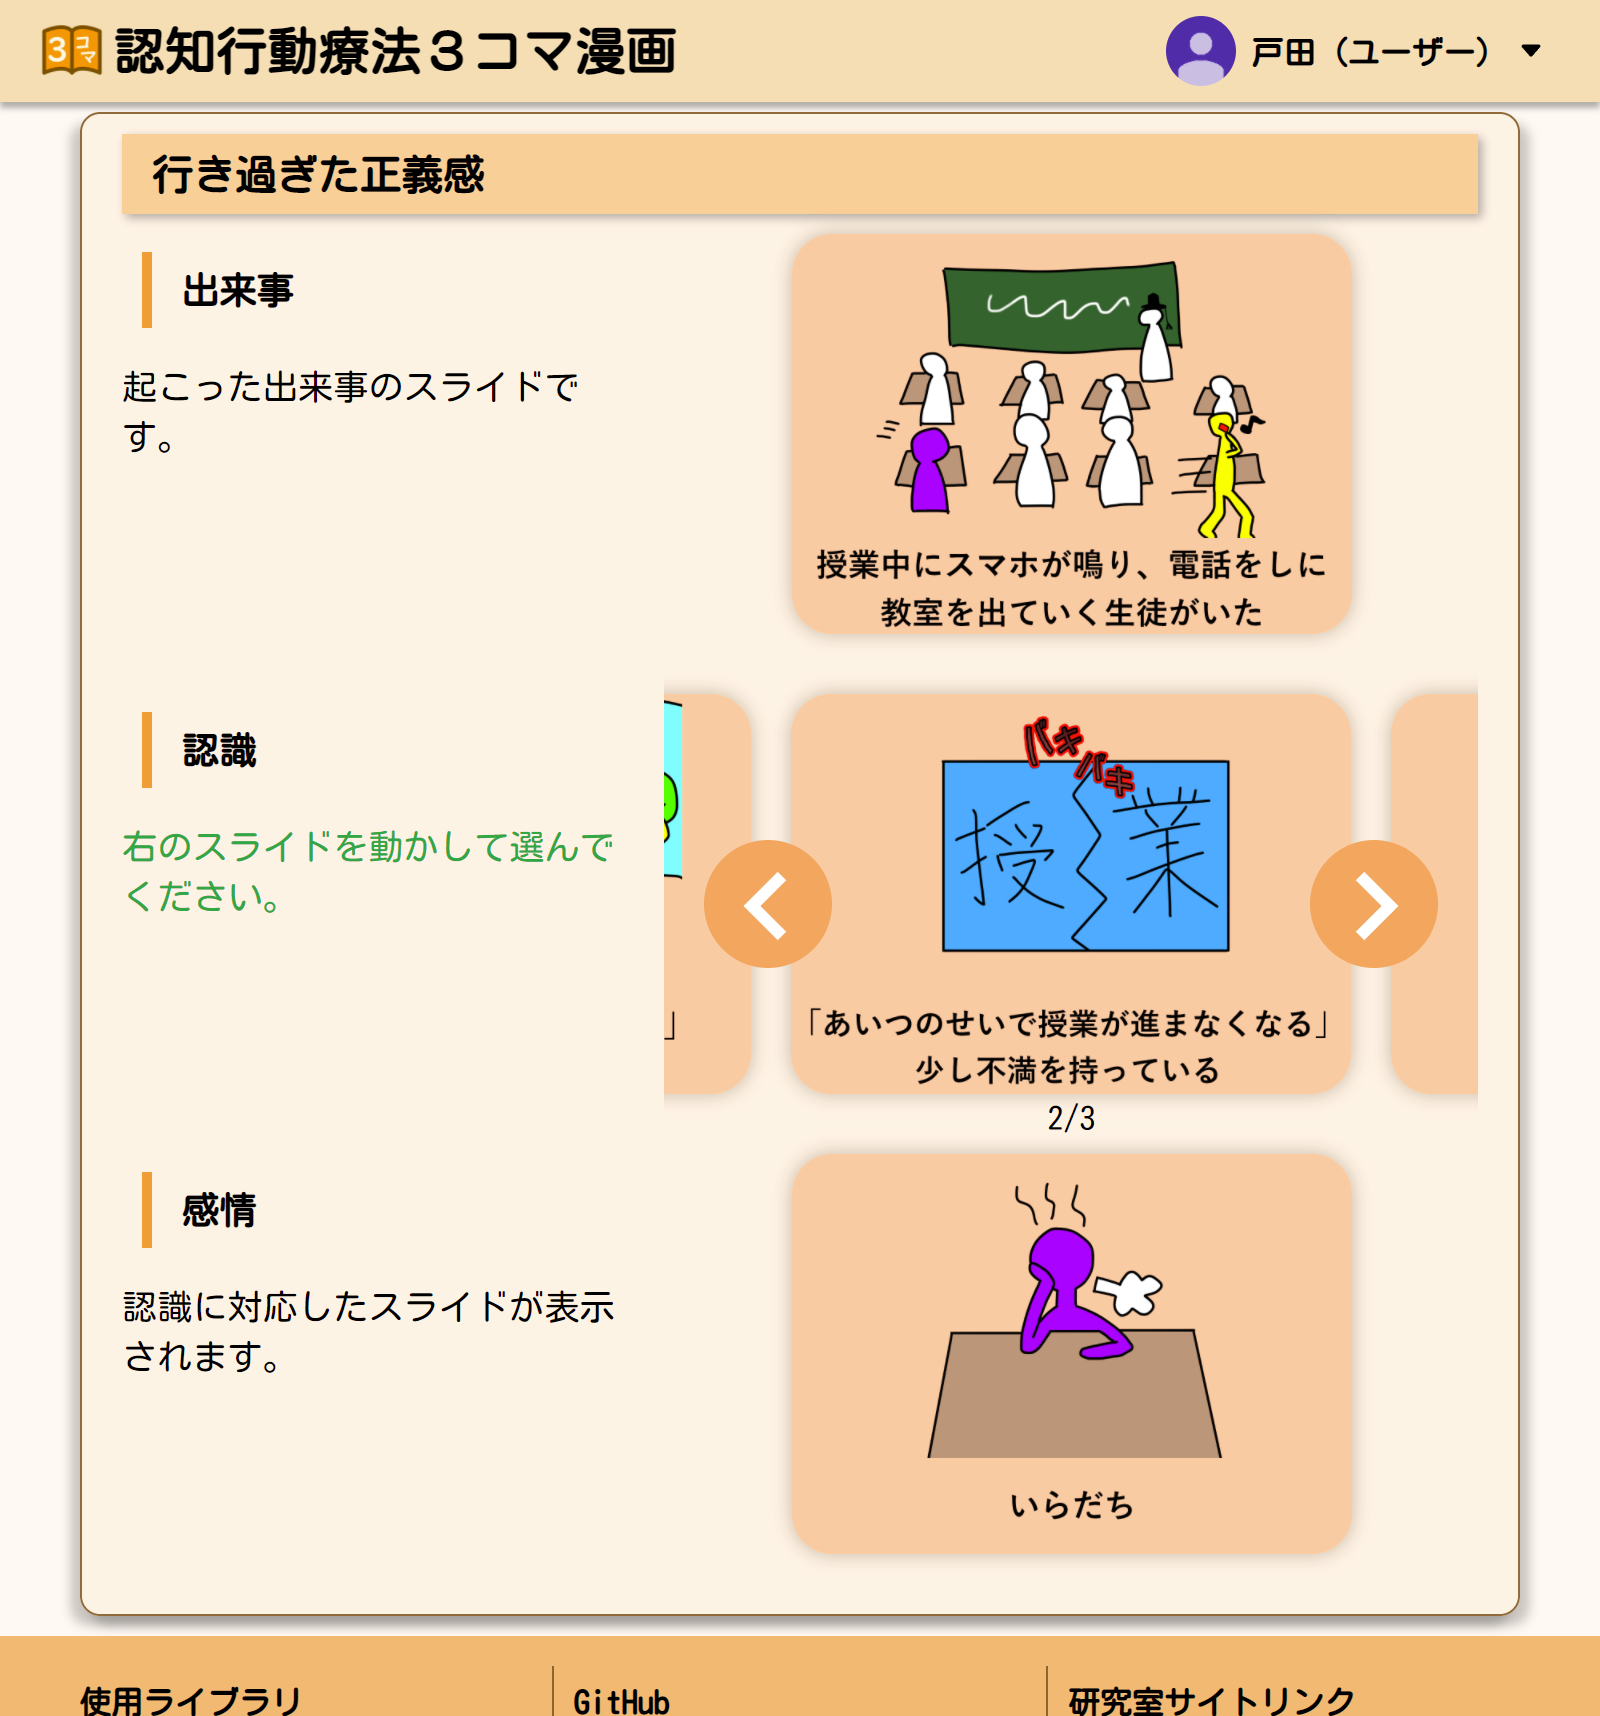 3コマ
認知行動療法３コマ漫画
戸田（ユーザー）
行き過ぎた正義感
出来事
起こった出来事のスライドで
す。
授業中にスマホが鳴り、電話をしに
教室を出ていく生徒がいた
認識
右のスライドを動かして選んで
ください。
」
バキ
バキ
授業
「あいつのせいで授業が進まなくなる」
少し不満を持っている
2/3
感情
認識に対応したスライドが表示
されます。
いらだち
使用ライブラリ
GitHub
研究室サイトリンク